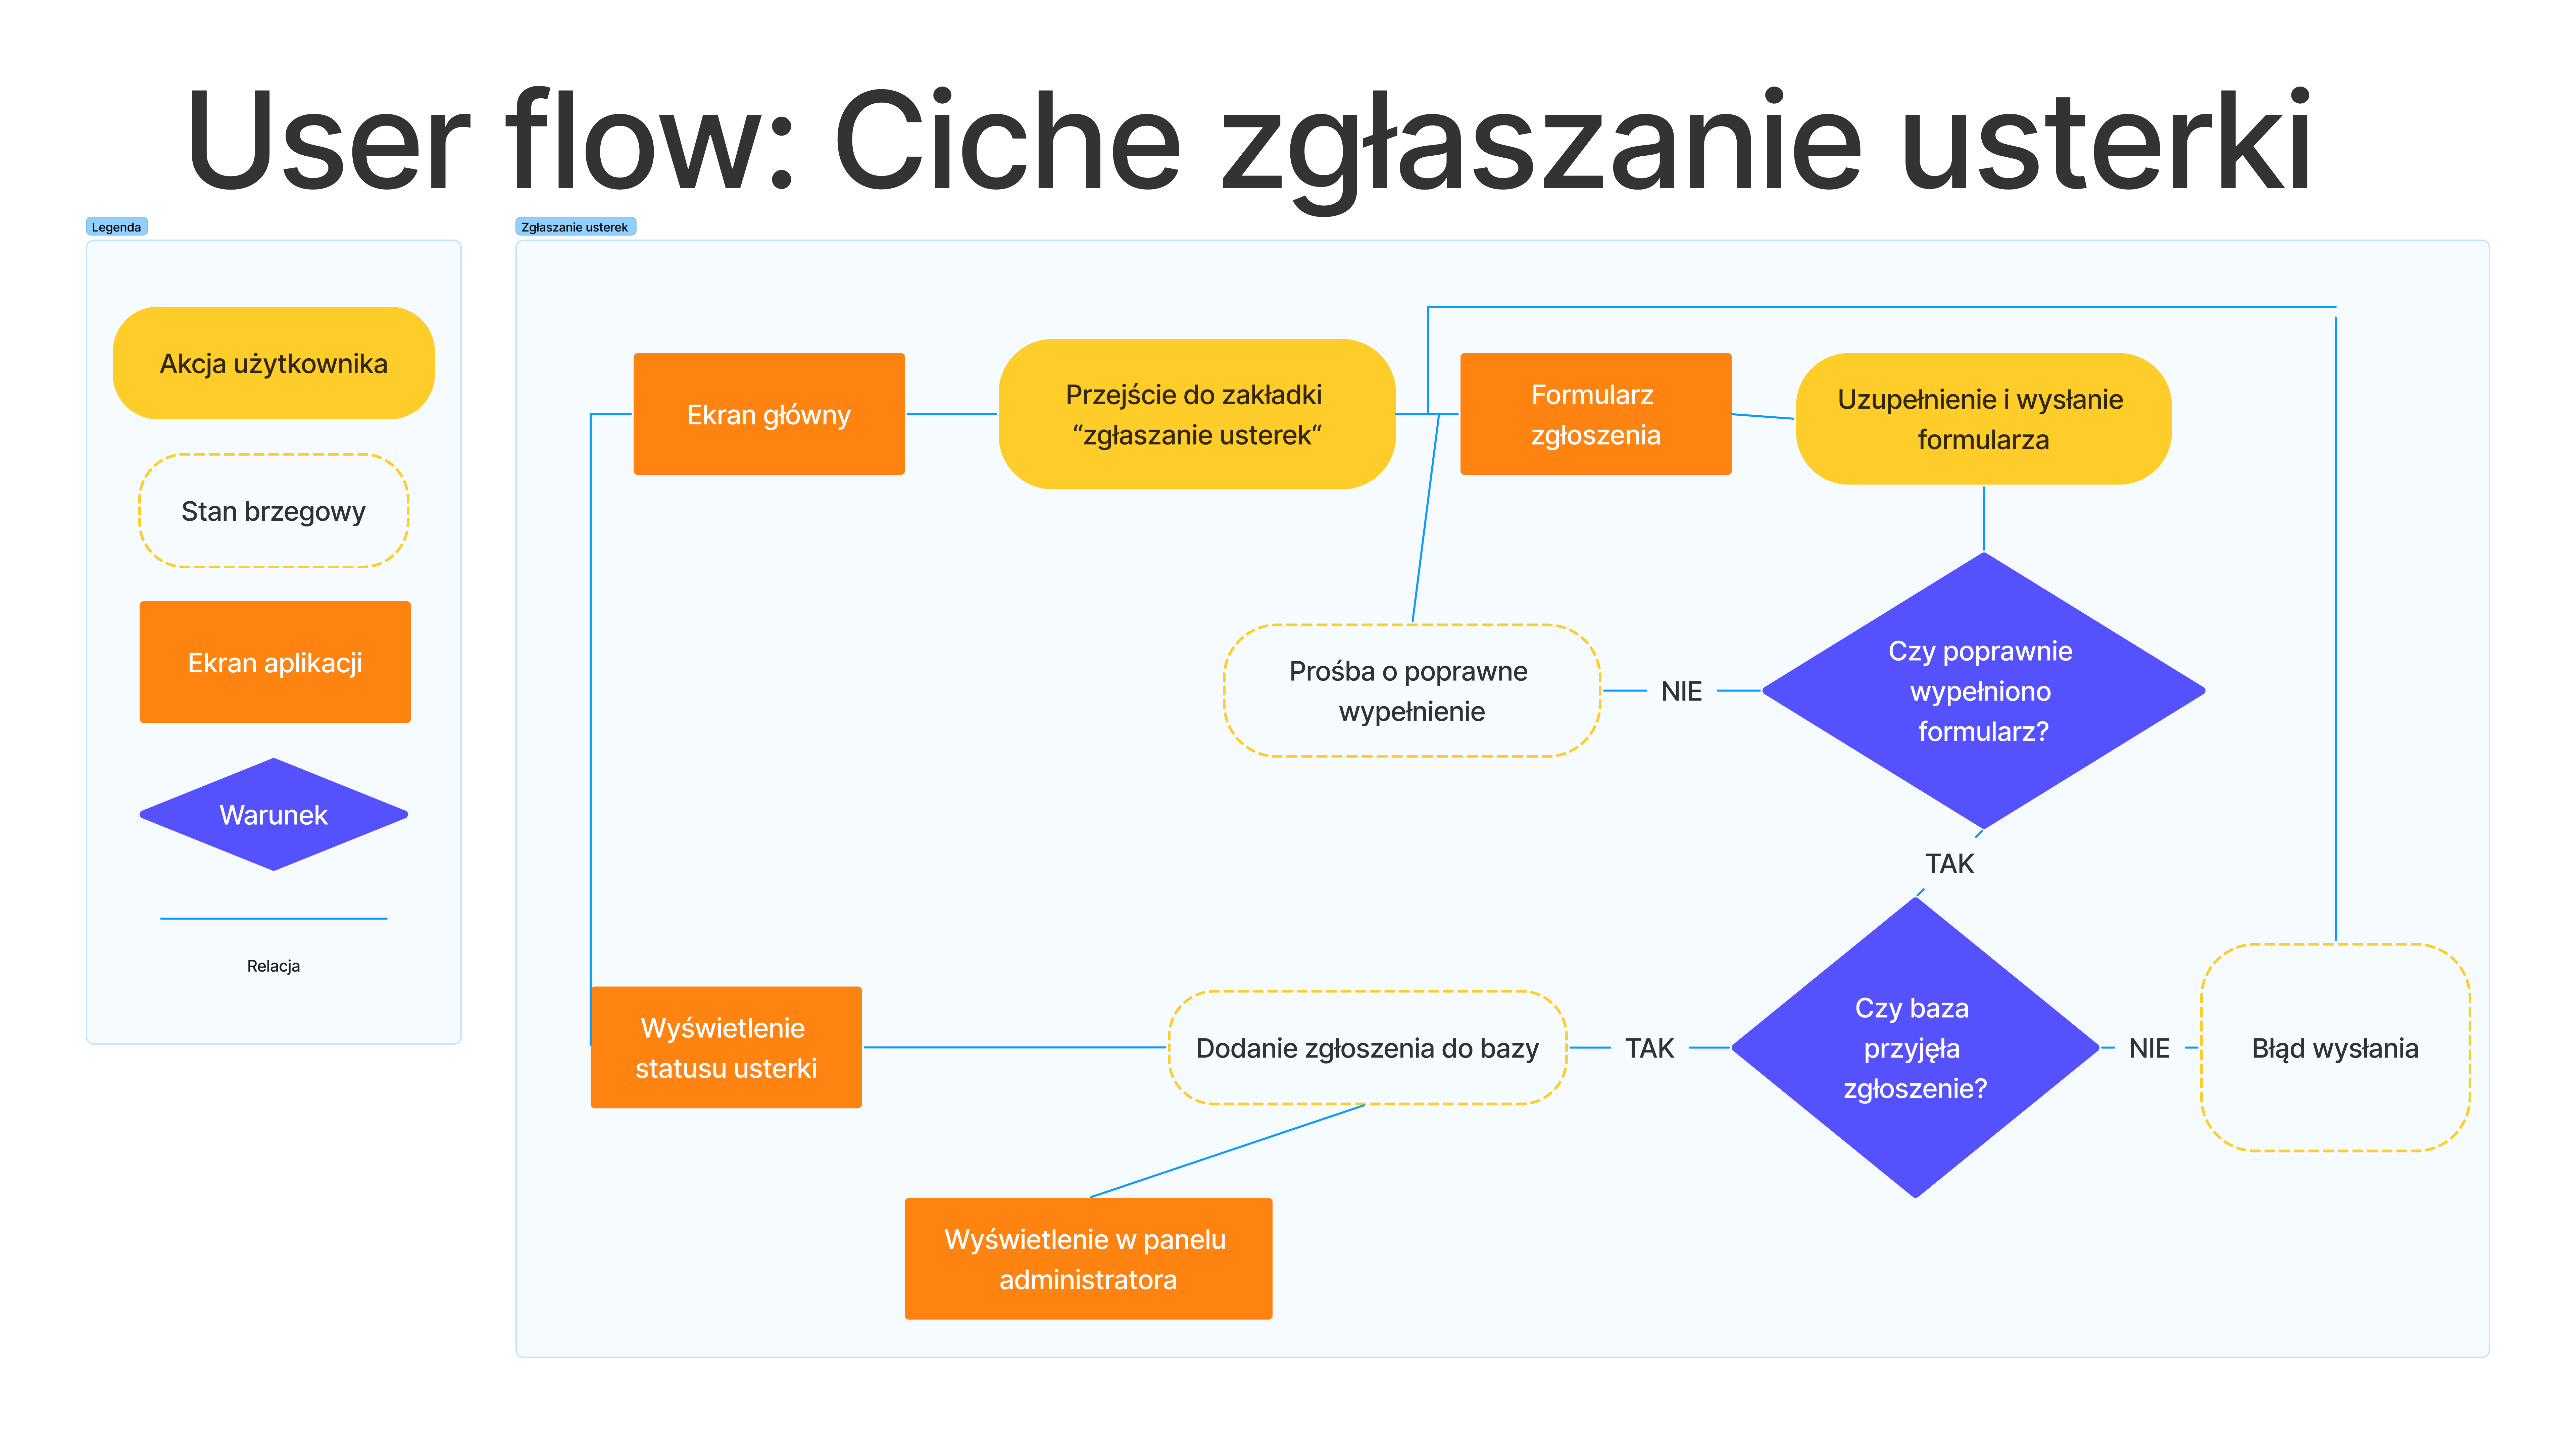 User flow: Ciche zgłaszanie usterki
Legenda
Akcja użytkownika
Stan brzegowy
Ekran aplikacji
Warunek
Relacja
Zgłaszanie usterek
Ekran główny
Przejście do zakładki
“zgłaszanie usterek“
Formularz
zgłoszenia
Uzupełnienie i wysłanie
formularza
Prośba o poprawne
wypełnienie
NIE
Czy poprawnie
wypełniono
formularz?
TAK
Wyświetlenie
statusu usterki
Dodanie zgłoszenia do bazy
TAK
Czy baza
przyjęła
zgłoszenie?
NIE
Błąd wysłania
Wyświetlenie w panelu
administratora